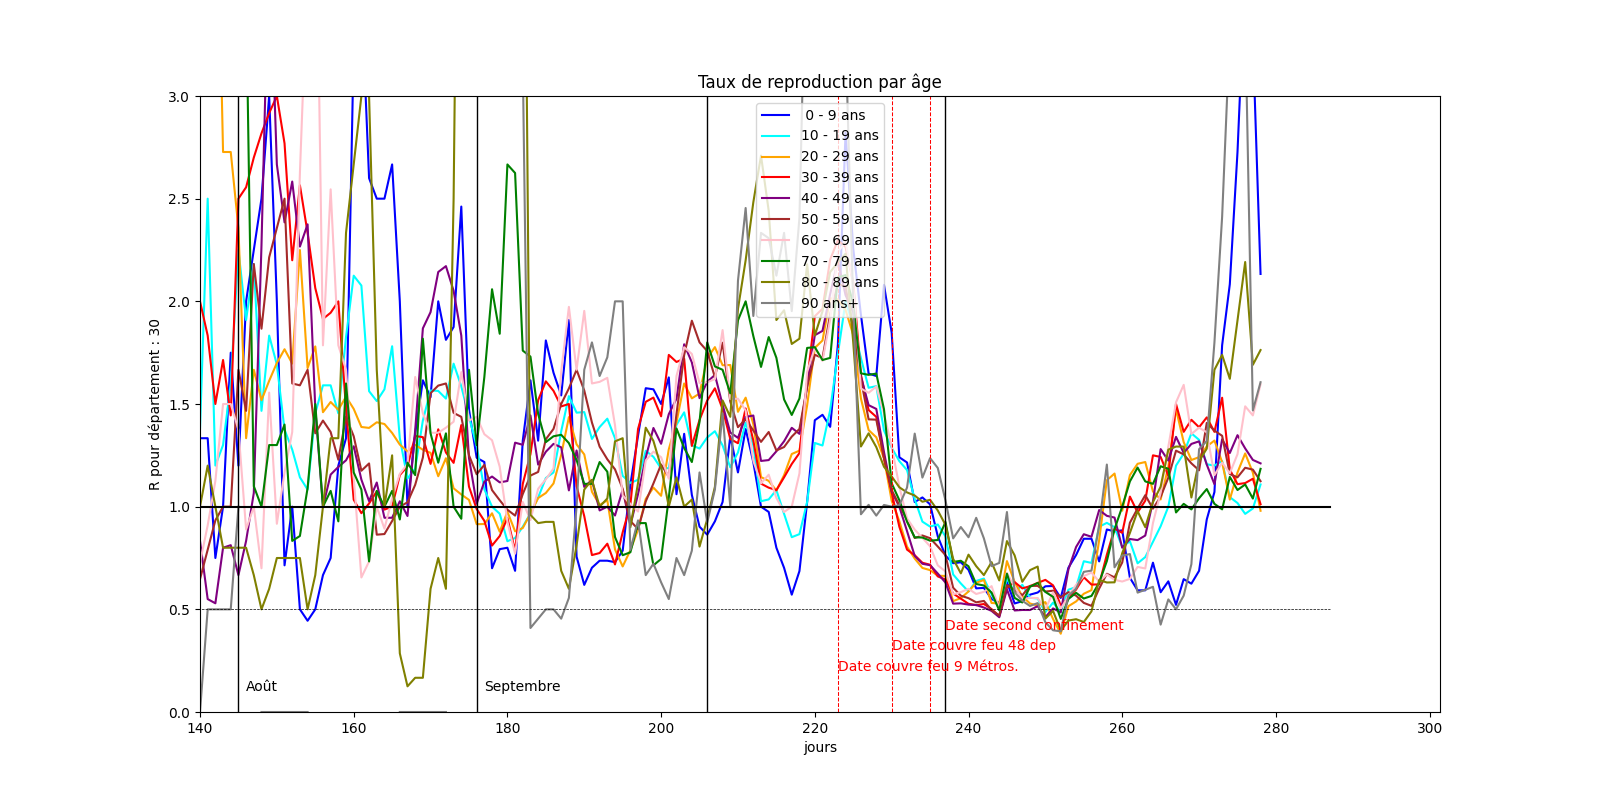 Taux de reproduction par âge
3.0
2.5
2.0
1.5
1.0
0.5
0.0
R pour département : 30
0 - 9 ans
10 - 19 ans
20 - 29 ans
30 - 39 ans
40 - 49 ans
50 - 59 ans
60 - 69 ans
70 - 79 ans
80 - 89 ans
90 ans+
Date second confinement
Date couvre feu 48 dep
Date couvre feu 9 Métros.
Août
Septembre
140
160
180
200
220
240
260
280
300
jours